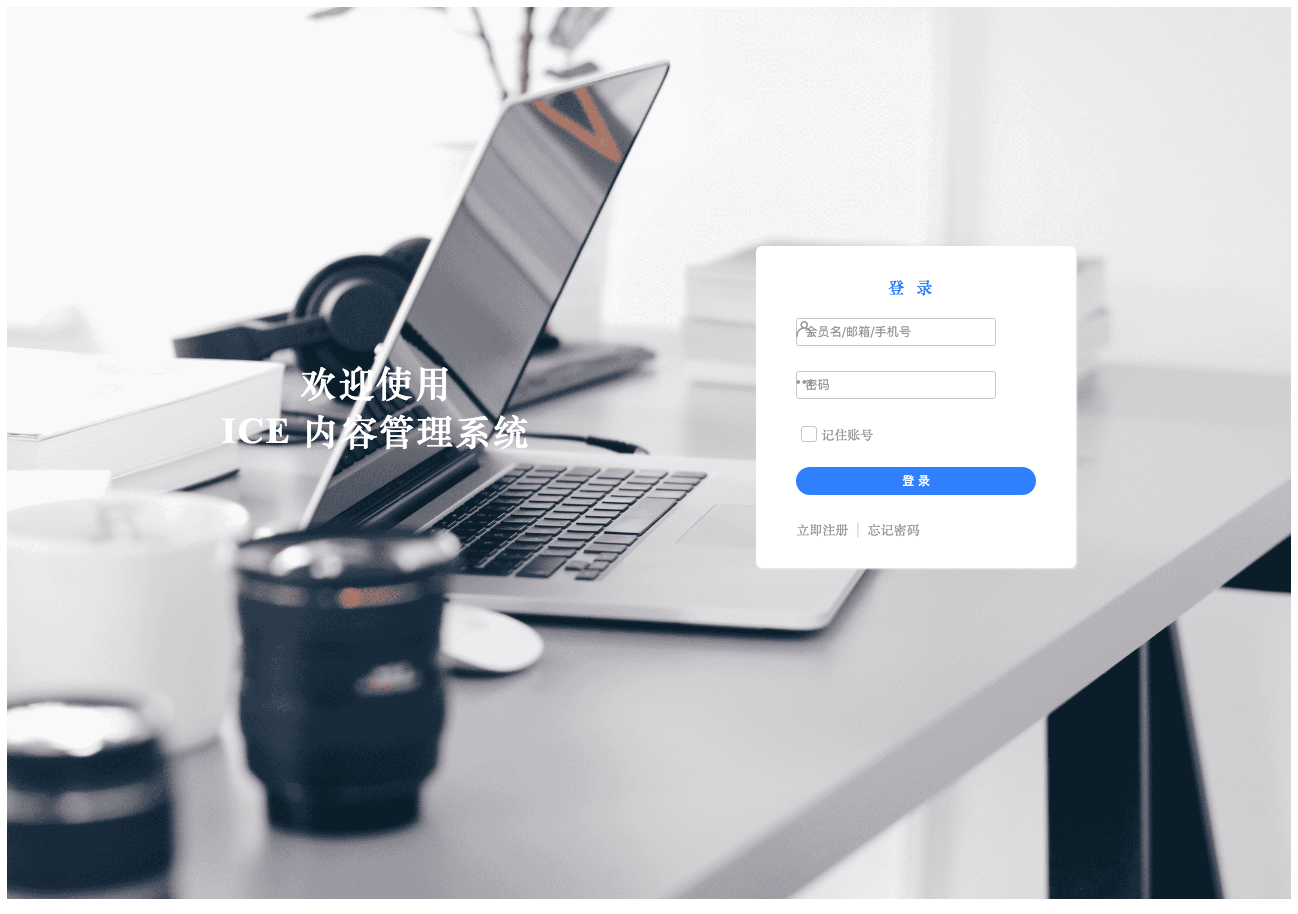 欢迎使用
ICE 内容管理系统
登 录
会员名/邮箱/手机号
密码
记住账号
登 录
立即注册 | 忘记密码